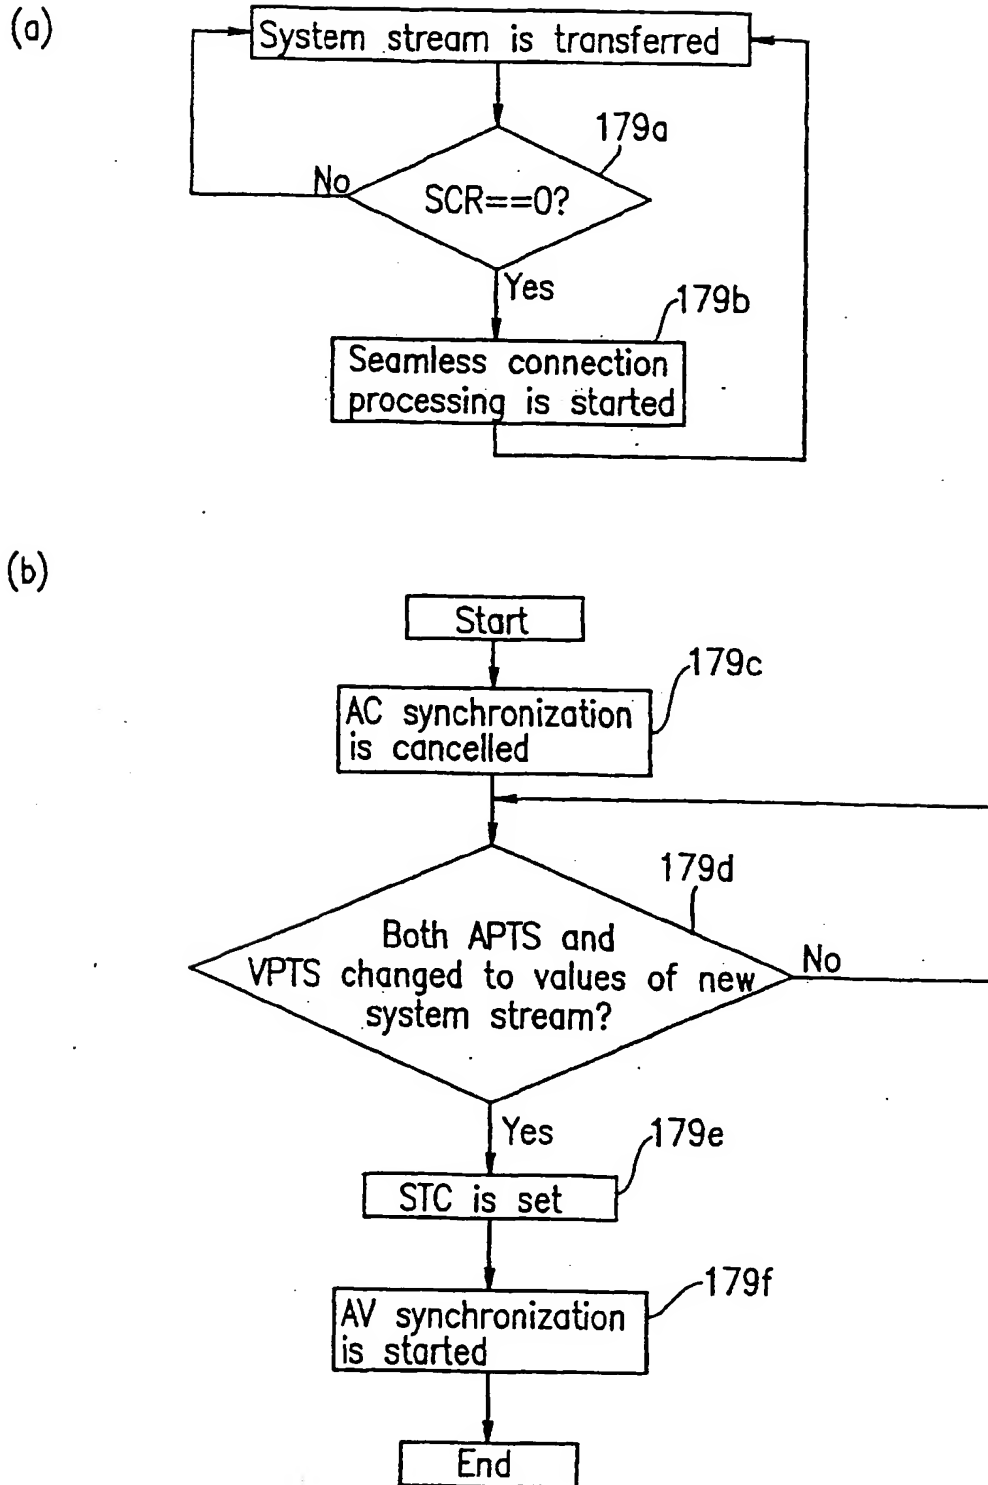 (a)
System stream is transferred
179a
No
SCR==0?
Yes
179b
Seamless connection
processing is started
(b)
Start
179c
AC synchronization
is cancelled
179d
Both APTS and
VPTS changed to values of new
system stream?
No
Yes
179e
STC is set
179f
AV synchronization
is started
End